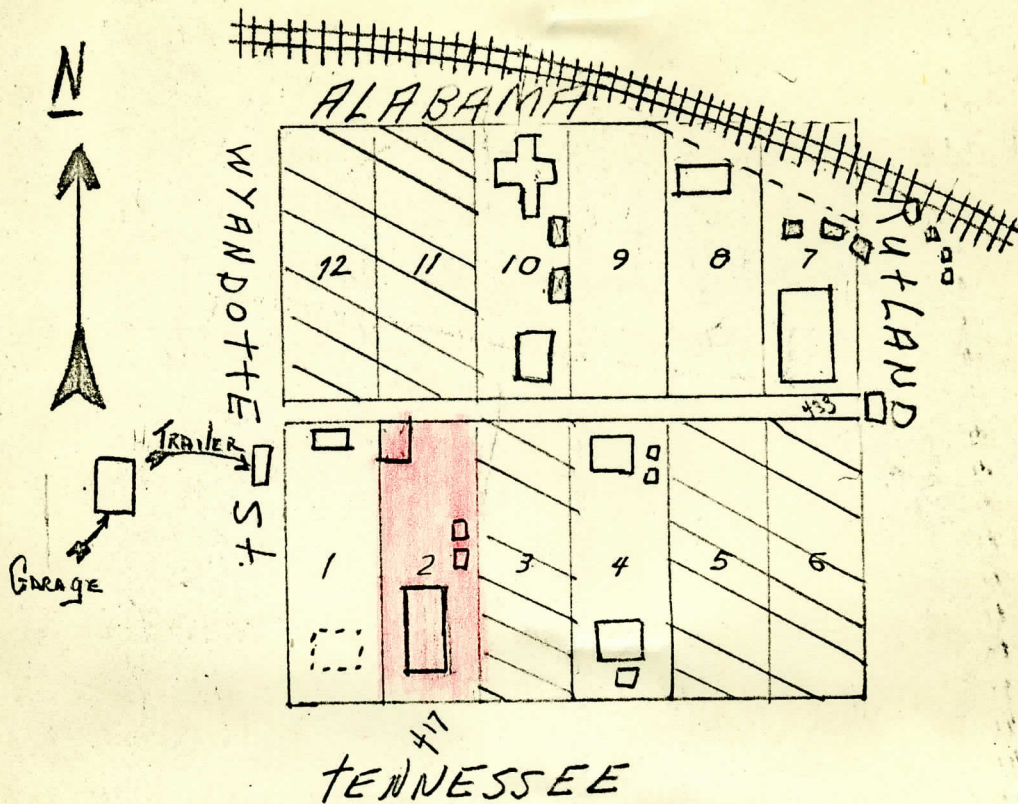 N
ALABAMA
WYANDOTTE St.
RutLAND
12 11 10 9 8 7
433
TRAILER
GARAGE
1 2 3 4 5 6
417
tENNESSEE